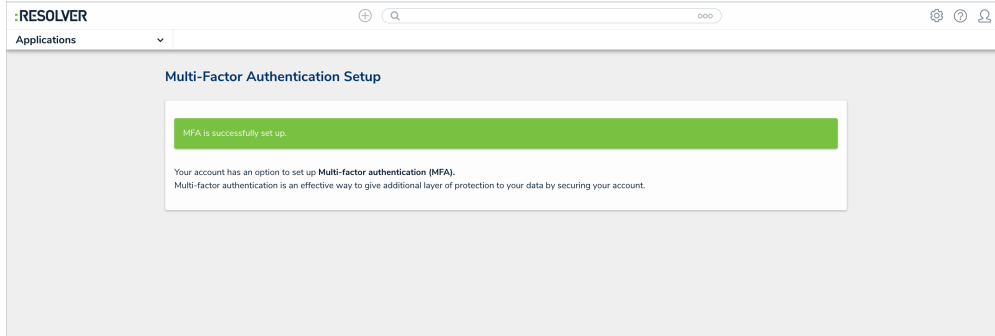 :RESOLVER
Applications
Multi-Factor Authentication Setup
MFA is successfully set up.
Your account has an option to set up Multi-factor authentication (MFA).
Multi-factor authentication is an effective way to give additional layer of protection to your data by securing your account.